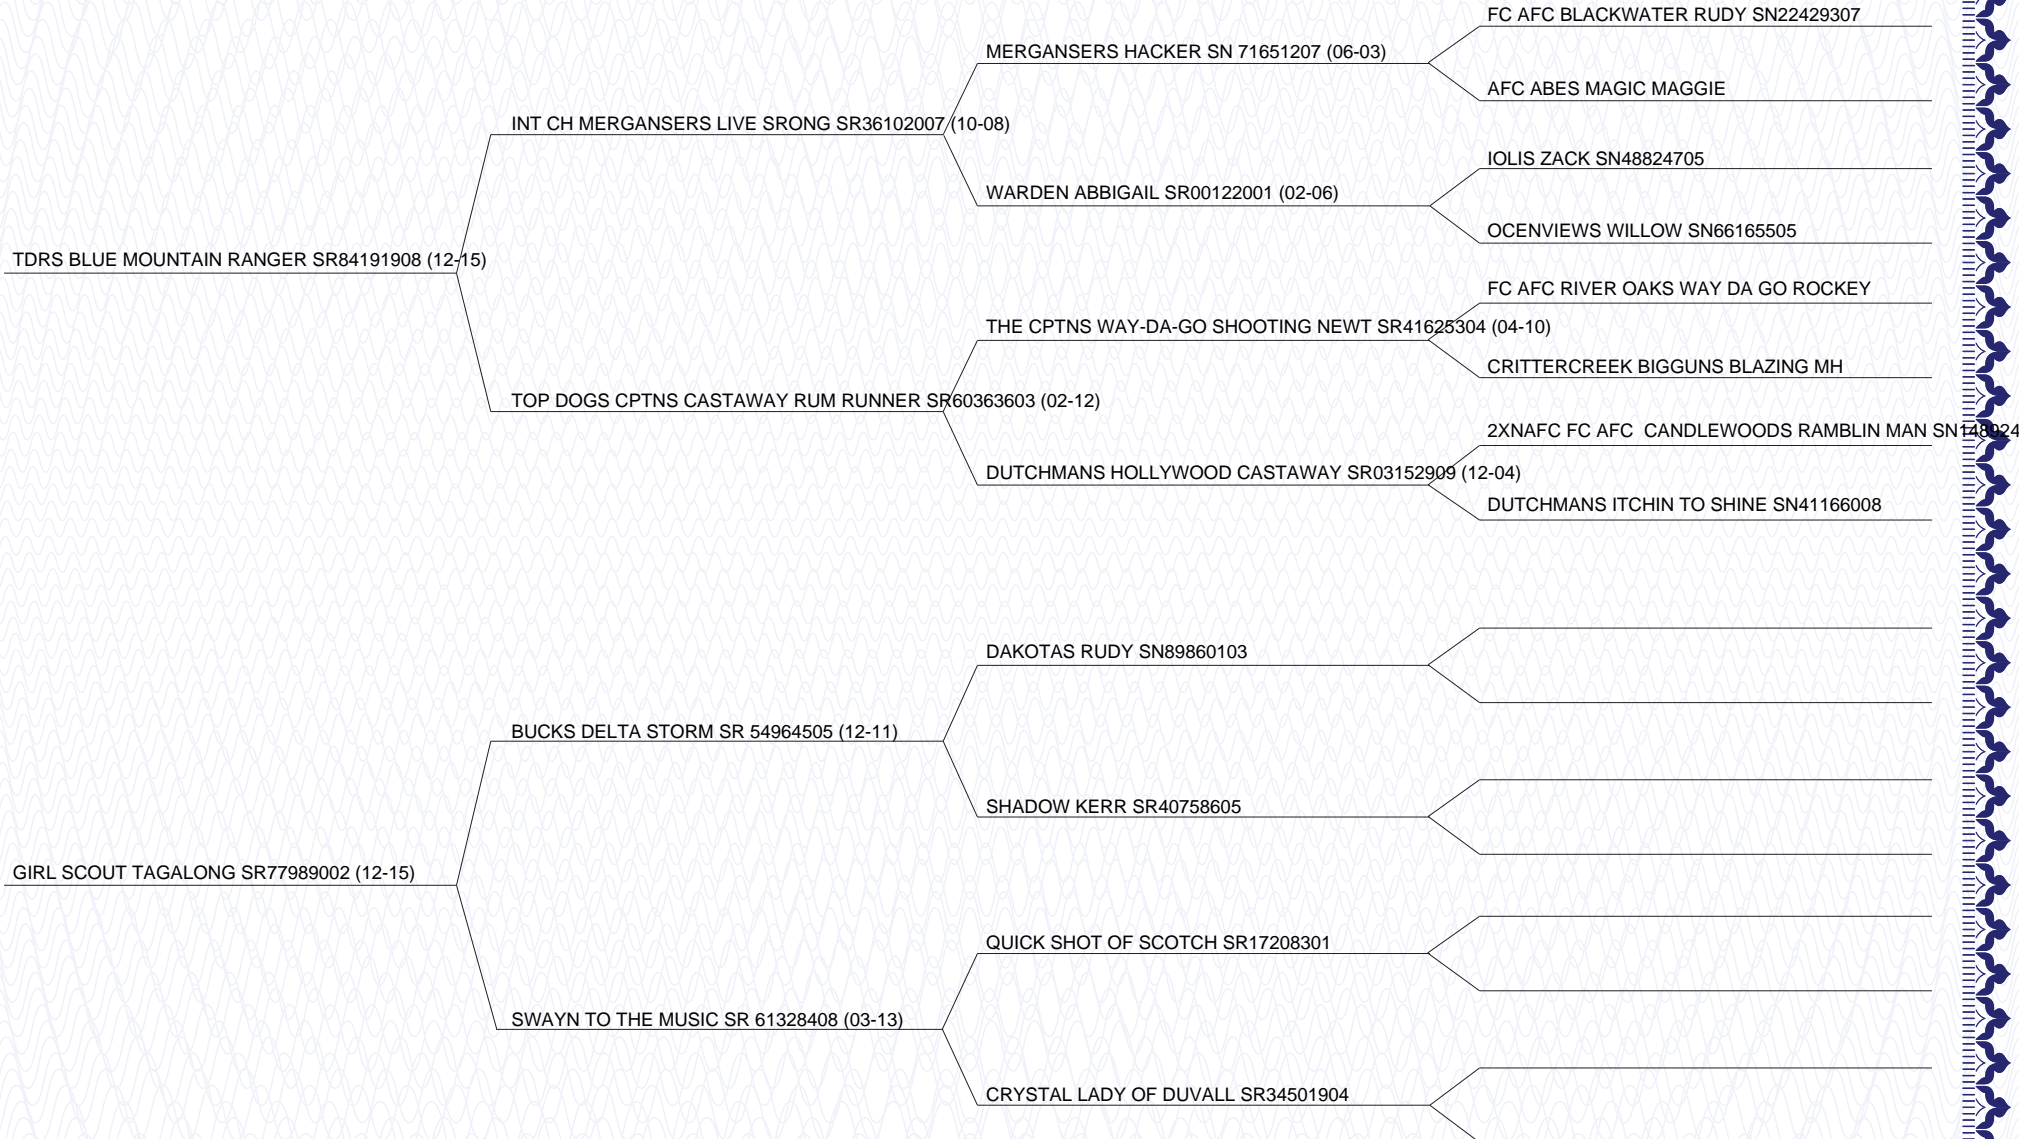 FC AFC BLACKWATER RUDY SN22429307
MERGANSERS HACKER SN 71651207 (06-03)
AFC ABES MAGIC MAGGIE
INT CH MERGANSERS LIVE SRONG SR36102007 (10-08)
IOLIS ZACK SN48824705
WARDEN ABBIGAIL SR00122001 (02-06)
OCENVIEWS WILLOW SN66165505
TDRS BLUE MOUNTAIN RANGER SR84191908 (12-15)
FC AFC RIVER OAKS WAY DA GO ROCKEY
THE CPTNS WAY-DA-GO SHOOTING NEWT SR41625304 (04-10)
CRITTERCREEK BIGGUNS BLAZING MH
TOP DOGS CPTNS CASTAWAY RUM RUNNER SR60363603 (02-12)
2XNAFC FC AFC  CANDLEWOODS RAMBLIN MAN SN148924
DUTCHMANS HOLLYWOOD CASTAWAY SR03152909 (12-04)
DUTCHMANS ITCHIN TO SHINE SN41166008
DAKOTAS RUDY SN89860103
BUCKS DELTA STORM SR 54964505 (12-11)
SHADOW KERR SR40758605
GIRL SCOUT TAGALONG SR77989002 (12-15)
QUICK SHOT OF SCOTCH SR17208301
SWAYN TO THE MUSIC SR 61328408 (03-13)
CRYSTAL LADY OF DUVALL SR34501904